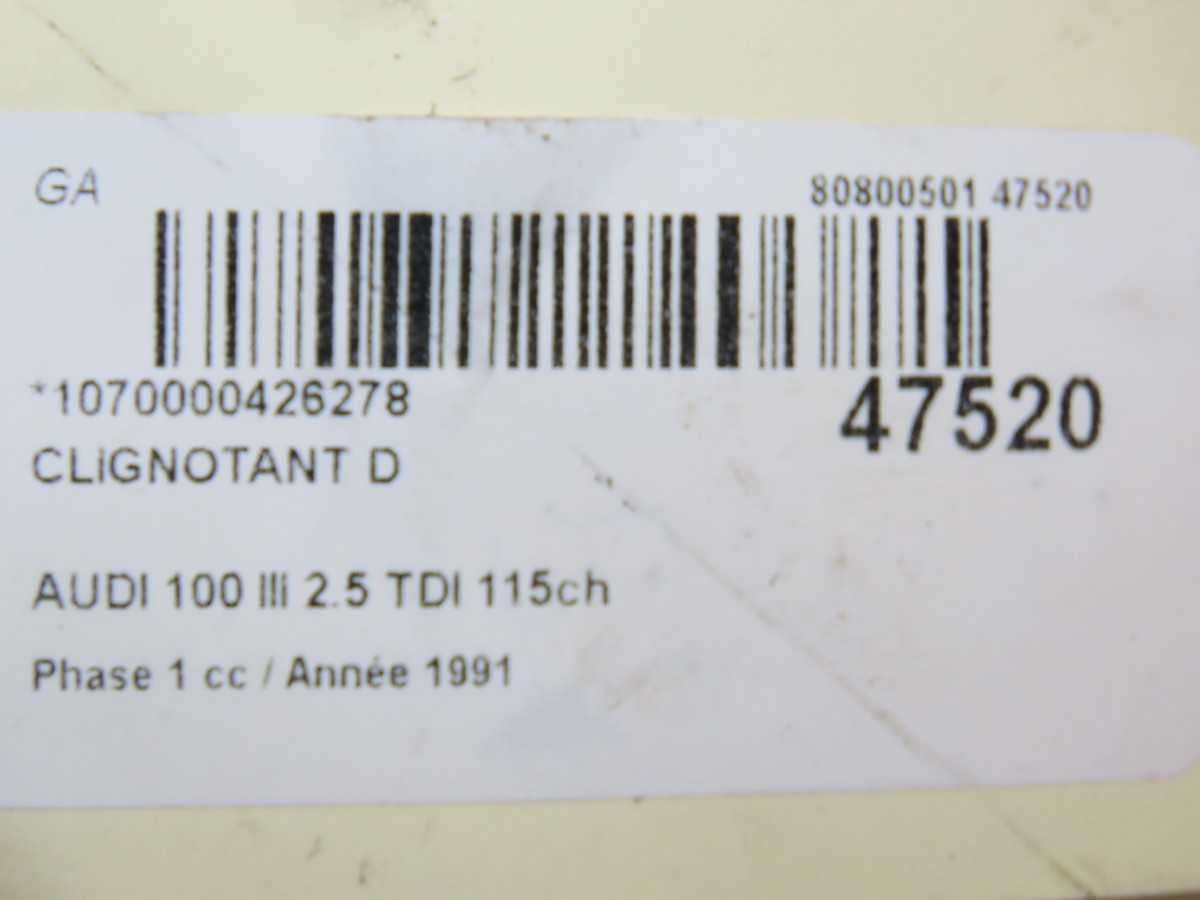 GA
80800501 47520
*1070000426278
47520
CLiGNOTANT D
AUDI 100 IIi 2.5 TDI 115ch
Phase 1 cc / Année 1991